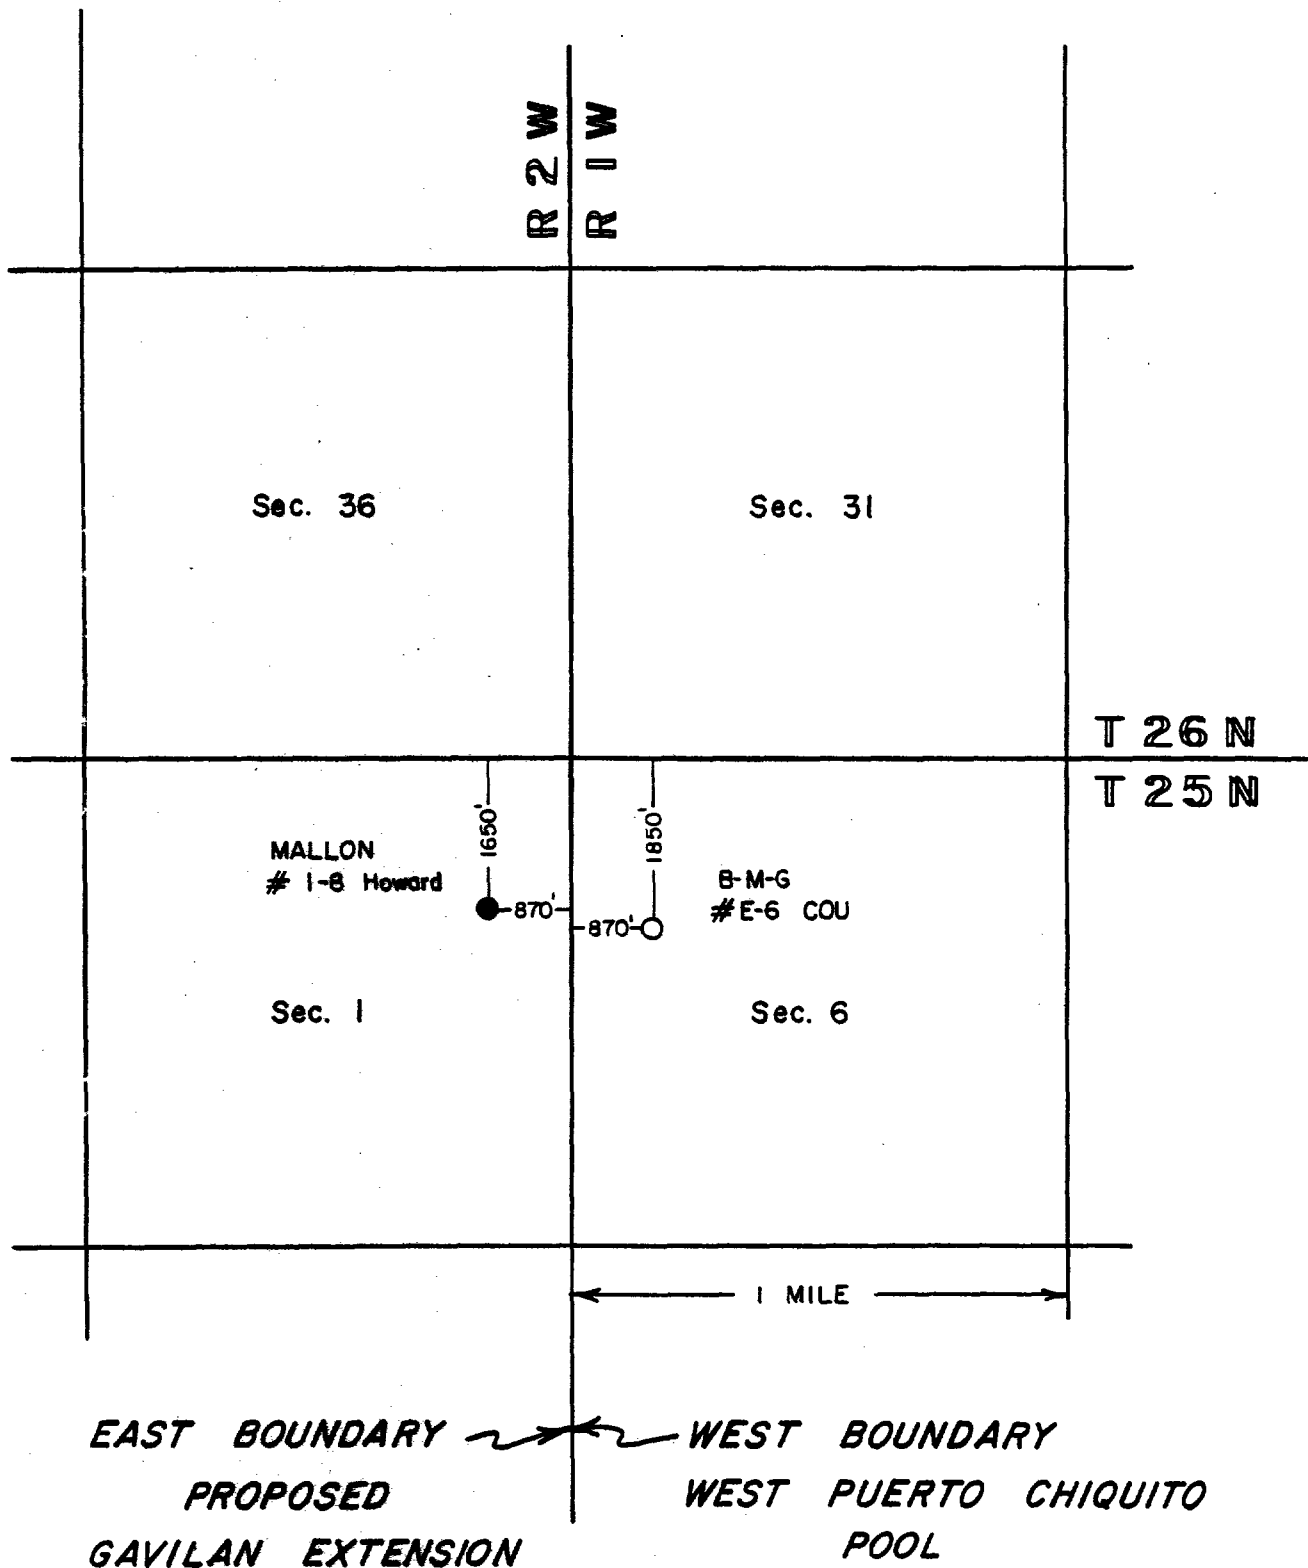 R 2 W
R 1 W
Sec. 36
Sec. 31
T 26 N
T 25 N
1650'
1850'
MALLON
# 1-8 Howard
870'
870'
B-M-G
# E-6 COU
Sec. 1
Sec. 6
1 MILE
EAST BOUNDARY
PROPOSED
GAVILAN EXTENSION
WEST BOUNDARY
WEST PUERTO CHIQUITO
POOL